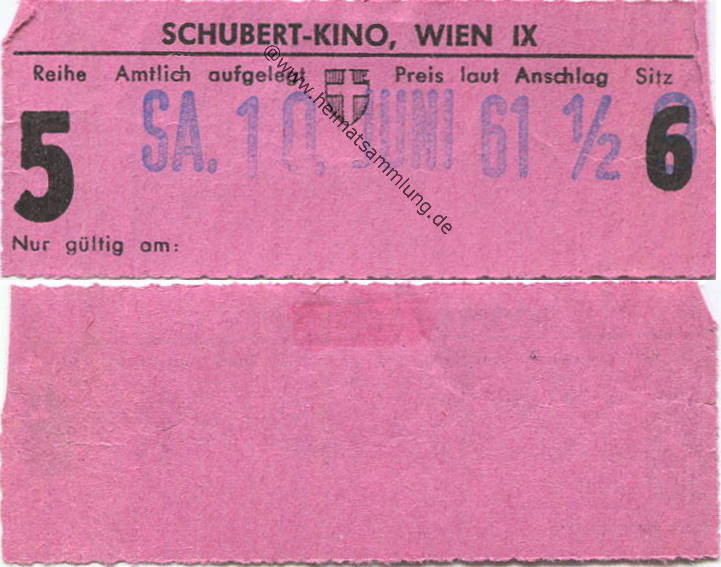 SCHUBERT-KINO, WIEN IX
Reihe Amtlich aufgelegt Preis laut Anschlag Sitz
5 SA. 10. JUNI 61 ½ 6
Nur gültig am:
@www.heimatsammlung.de